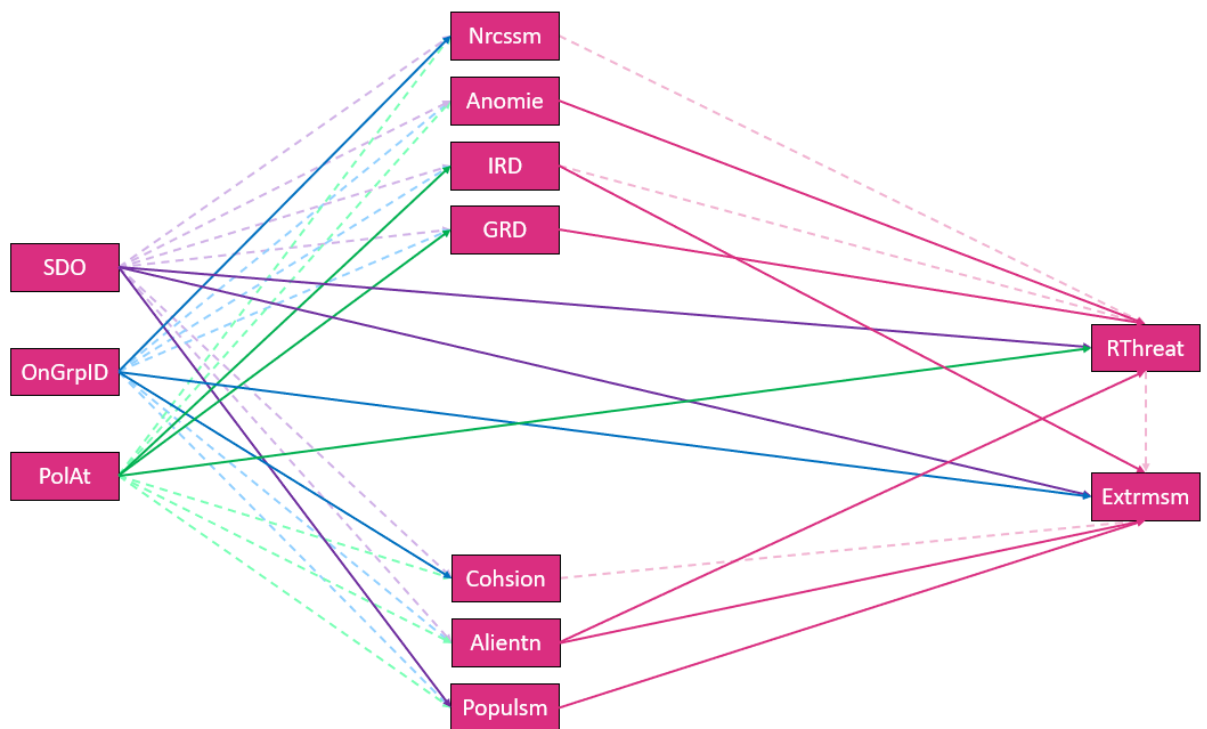 Nrcssm
Anomie
IRD
GRD
SDO
OnGrpID
PolAt
RThreat
Extrmsm
Cohsion
Alientn
Populsm